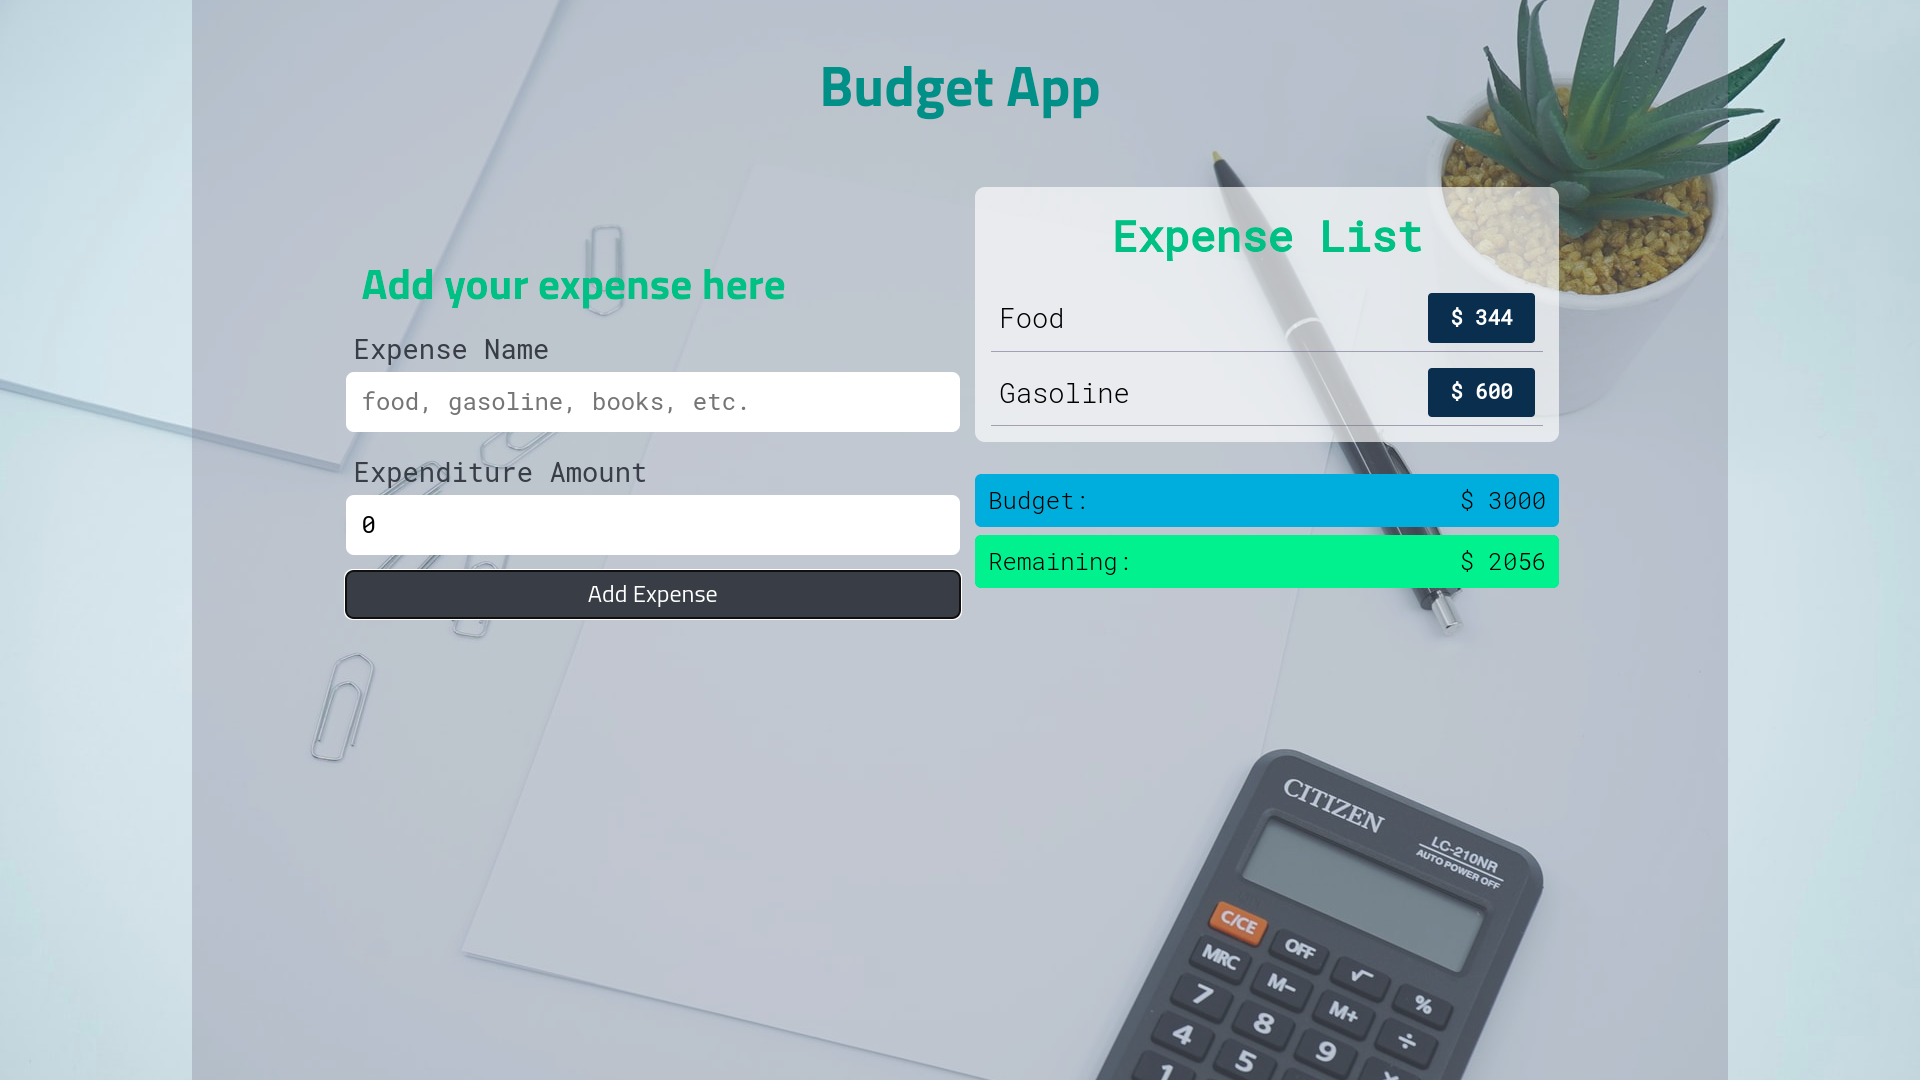 Budget App
Add your expense here
Expense Name
food, gasoline, books, etc.
Expenditure Amount
0
Add Expense
Expense List
Food $ 344
Gasoline $ 600
Budget: $ 3000
Remaining: $ 2056
CITIZEN
LC-210NR
AUTO POWER OFF
C/CE OFF √ %
MRC M− M+ ÷
7 8 9
4 5
1